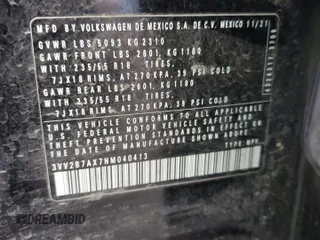 MFD BY VOLKSWAGEN DE MEXICO SA. DE C.V. MEXICO 11/21
GVWR LBS 5093 KG 2310
GAWR-FRONT LBS 2601, KG 1180
WITH 235/55 R18 TIRES,
7JX18 RIMS, AT 270 KPA, 39 PSI COLD
GAWR REAR LBS 2601, KG 1180
WITH 235/55 R18 TIRES,
7JX18 RIMS, AT 270 KPA, 39 PSI COLD
THIS VEHICLE CONFORMS TO ALL APPLICABLE
U.S. FEDERAL MOTOR VEHICLE SAFETY
AND THEFT PREVENTION STANDARDS IN EFFECT
ON THE DATE OF MANUFACTURE SHOWN ABOVE
3VV2B7AX7NM040413
TYPE: MPV
DREAMBID